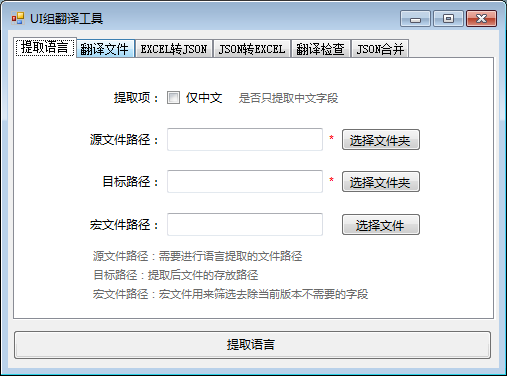 UI组翻译工具
提取语言 翻译文件 EXCEL转JSON JSON转EXCEL 翻译检查 JSON合并
提取项： 仅中文 是否只提取中文字段
源文件路径： * 选择文件夹
目标路径： * 选择文件夹
宏文件路径： 选择文件
源文件路径：需要进行语言提取的文件路径
目标路径：提取后文件的存放路径
宏文件路径：宏文件用来筛选去除当前版本不需要的字段
提取语言